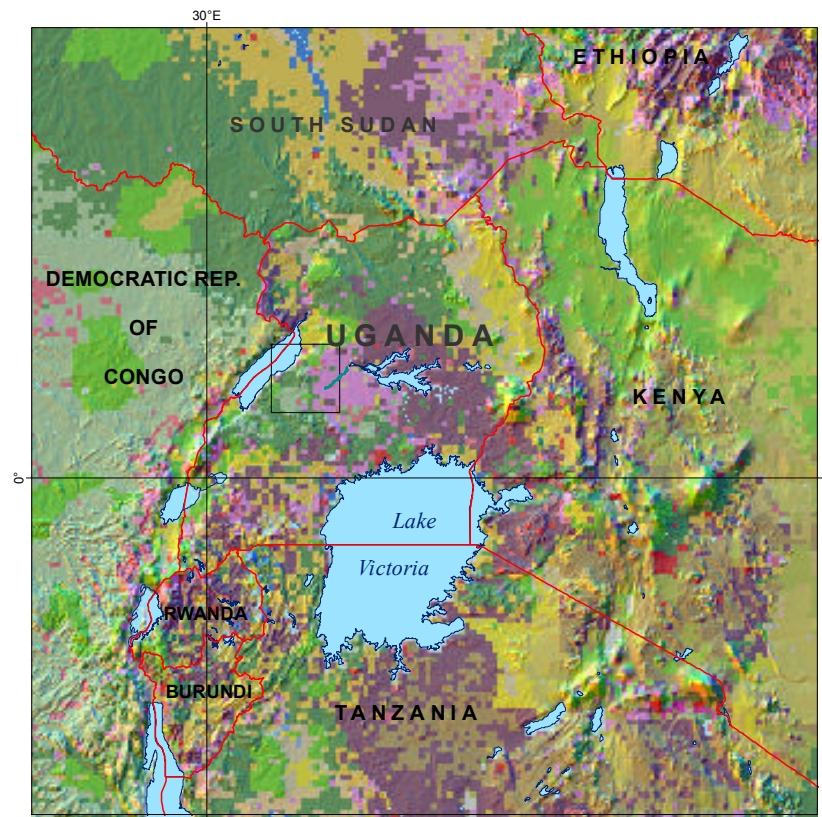 30°E
ETHIOPIA
SOUTH SUDAN
DEMOCRATIC REP.
OF
CONGO
UGANDA
KENYA
0°
Lake
Victoria
RWANDA
BURUNDI
TANZANIA